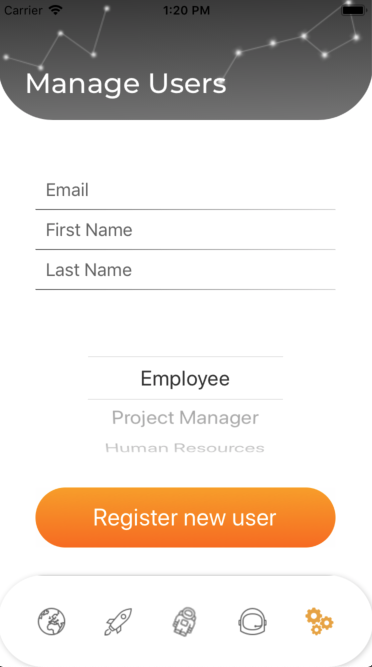 Carrier 1:20 PM
Manage Users
Email
First Name
Last Name
Employee
Project Manager
Human Resources
Register new user